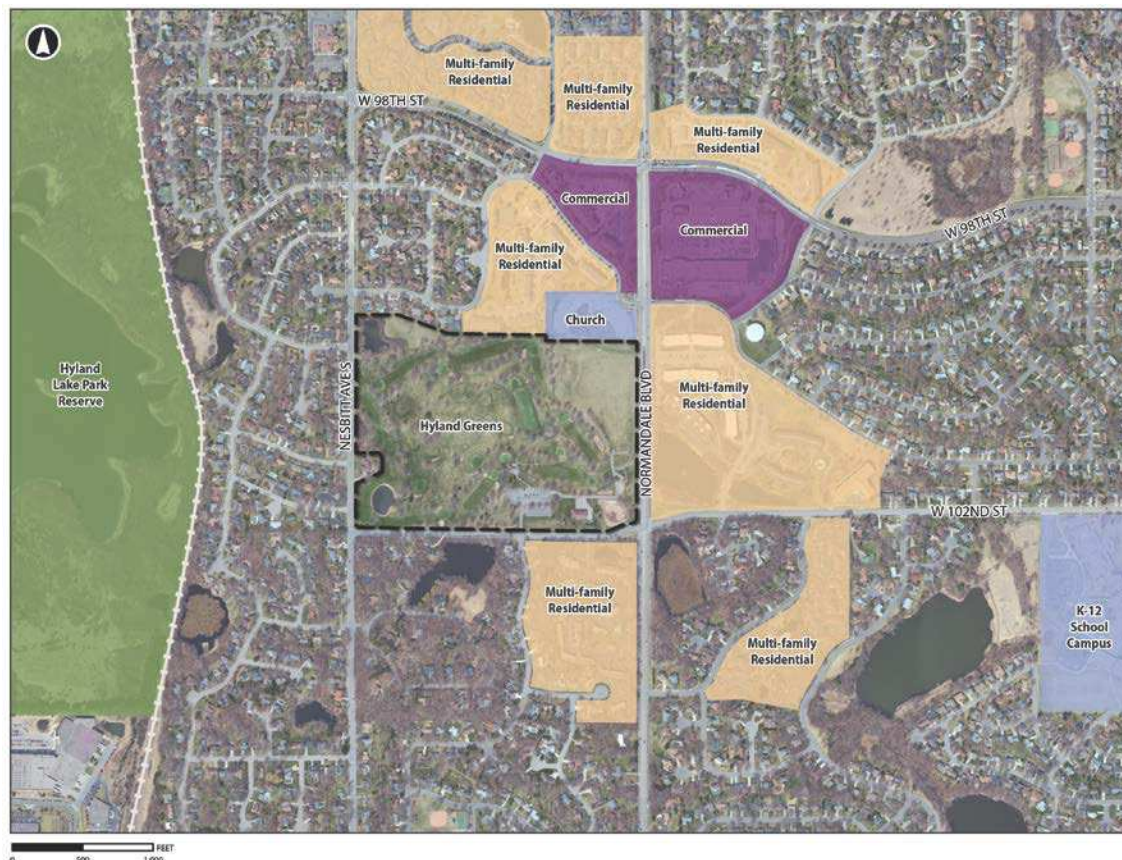 Multi-family
Residential
Multi-family
Residential
W 98TH ST
Multi-family
Residential
Commercial
Commercial
W 98TH ST
Multi-family
Residential
Church
Hyland
Lake Park
Reserve
NESBITT AVE S
Hyland Greens
NORMANDALE BLVD
Multi-family
Residential
W 102ND ST
Multi-family
Residential
K-12
School
Campus
Multi-family
Residential
FEET
0 500 1,000